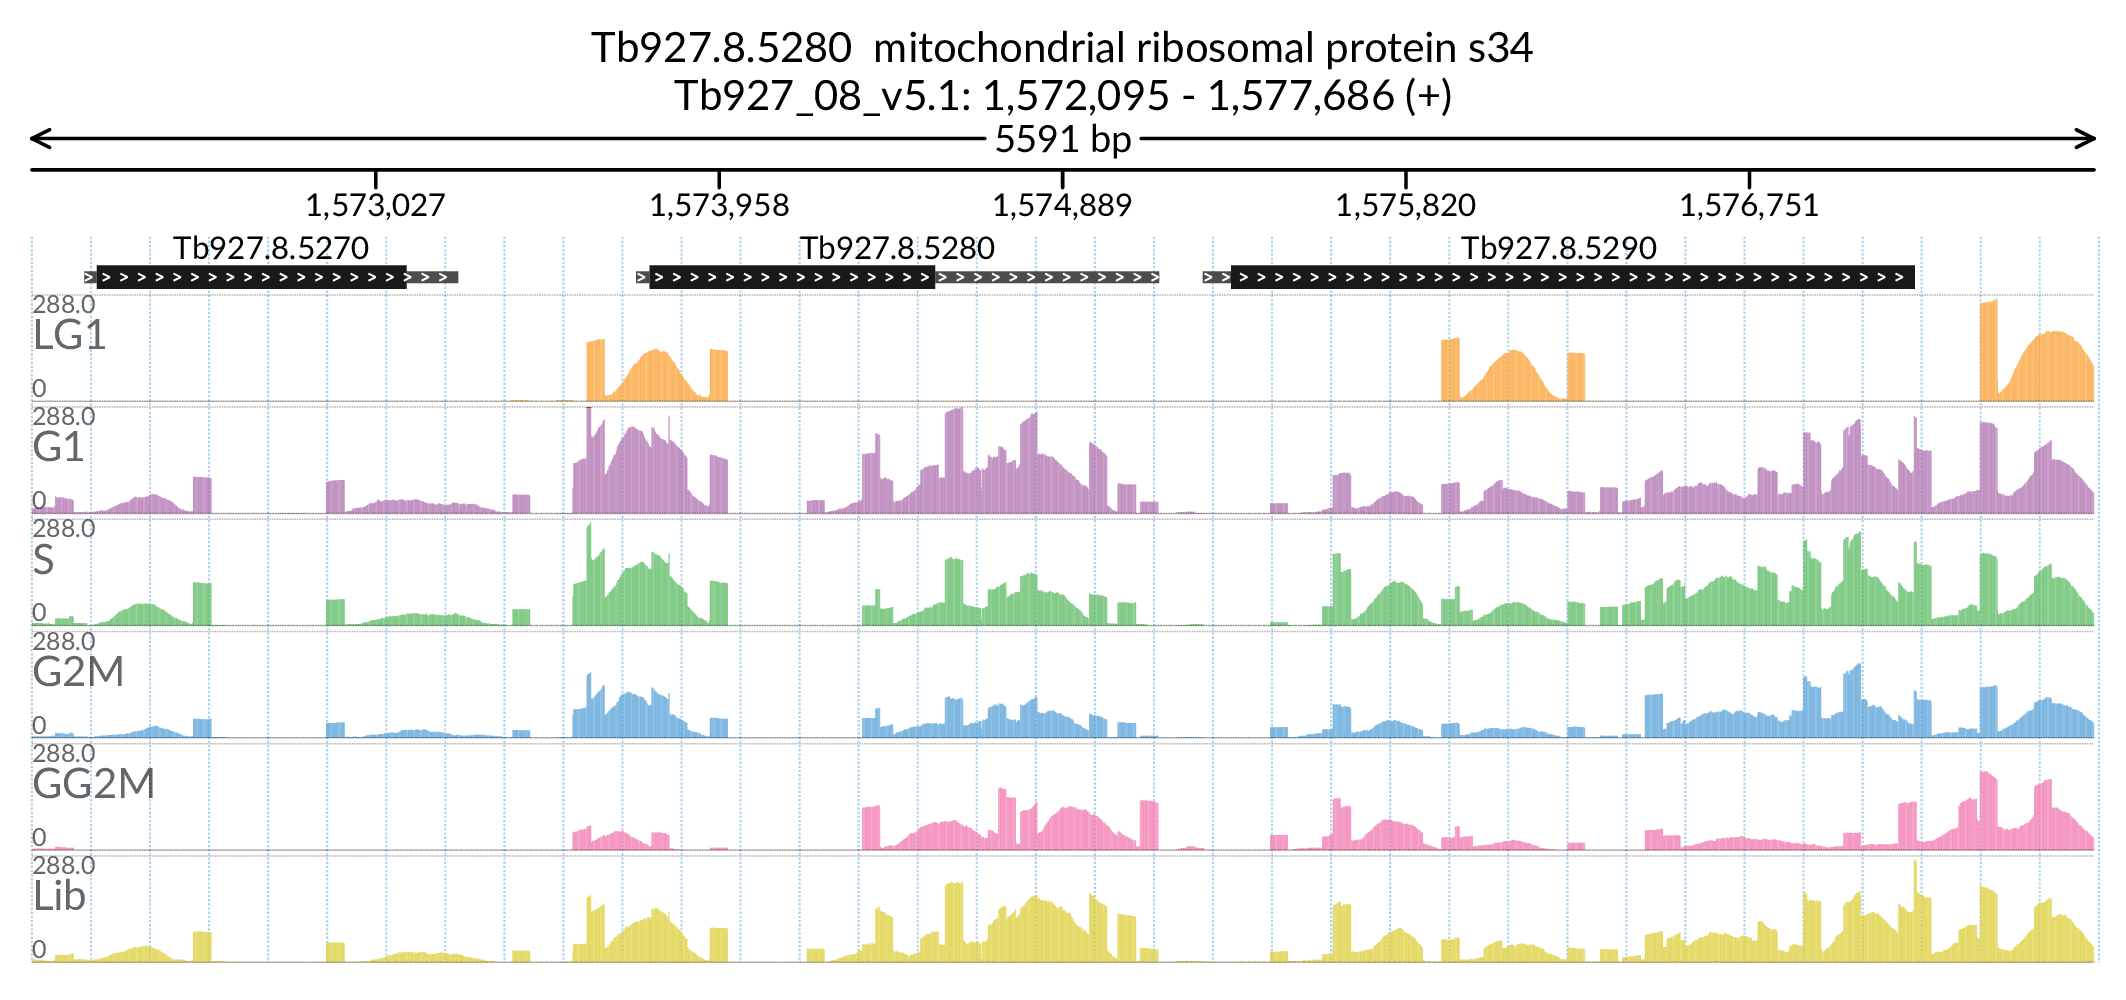 Tb927.8.5280 mitochondrial ribosomal protein s34
Tb927_08_v5.1: 1,572,095 - 1,577,686 (+)
5591 bp
1,573,027 1,573,958 1,574,889 1,575,820 1,576,751
Tb927.8.5270 Tb927.8.5280 Tb927.8.5290
288.0
LG1
0
288.0
G1
0
288.0
S
0
288.0
G2M
0
288.0
GG2M
0
288.0
Lib
0